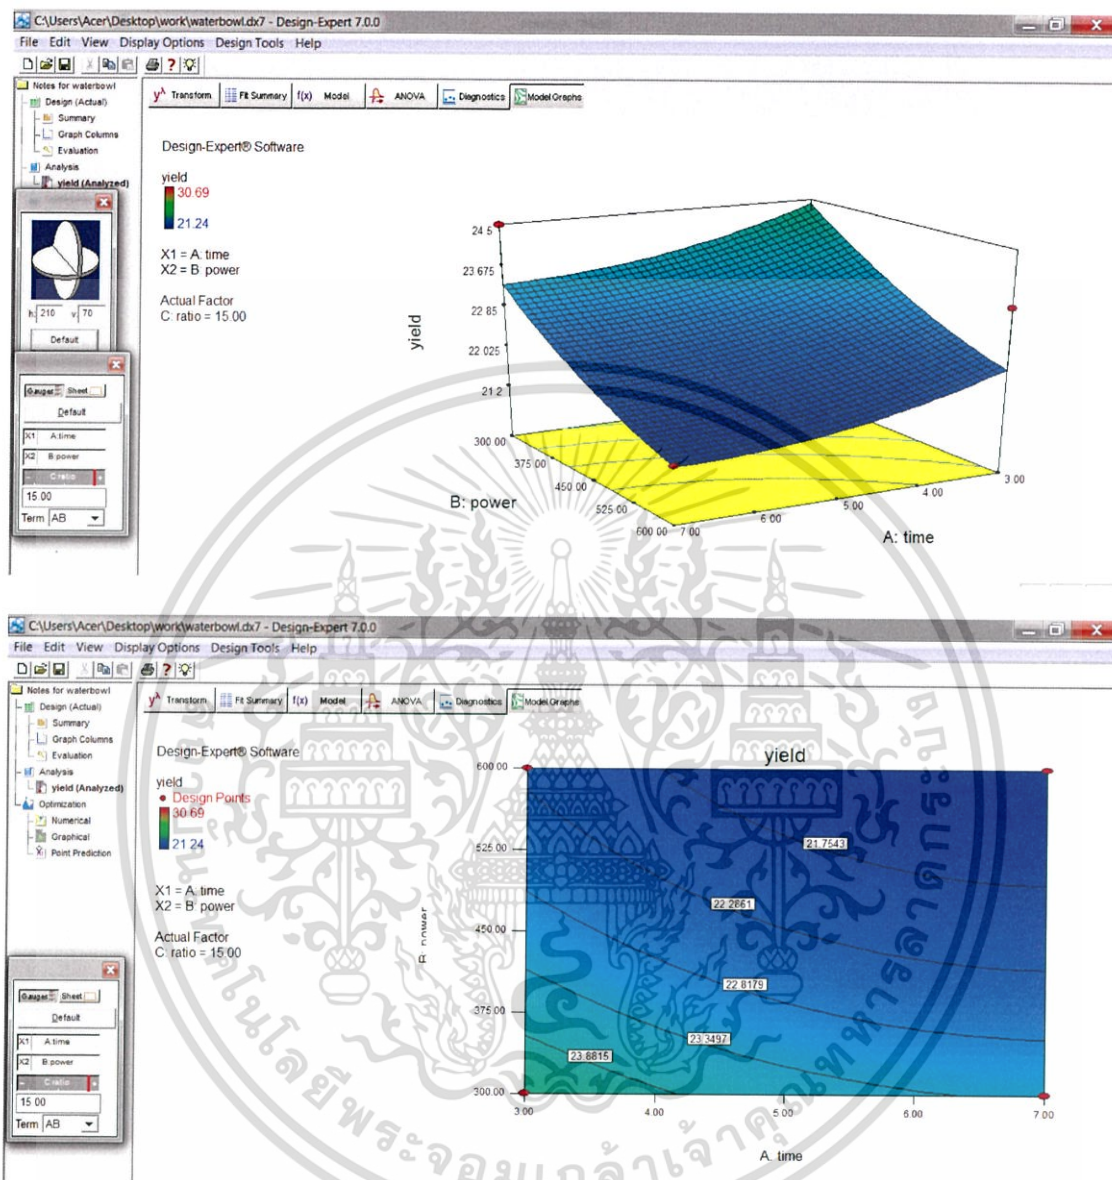 C:\Users\Acer\Desktop\work\waterbowl.dx7 - Design-Expert 7.0.0
File Edit View Display Options Design Tools Help
Notes for waterbowl
Design (Actual)
Summary
Graph Columns
Evaluation
Analysis
yield (Analyzed)
yλ Transform
Fit Summary
f(x) Model
ANOVA
Diagnostics
Model Graphs
h: 210 v: 70
Default
Gauges Sheet
Default
X1 A:time
X2 B:power
C:ratio
15.00
Term AB
Design-Expert® Software
yield
30.69
21.24
X1 = A: time
X2 = B: power
Actual Factor
C: ratio = 15.00
24.5
23.675
22.85
22.025
21.2
yield
300.00
375.00
450.00
525.00
600.00
B: power
7.00
6.00
5.00
4.00
3.00
A: time
C:\Users\Acer\Desktop\work\waterbowl.dx7 - Design-Expert 7.0.0
File Edit View Display Options Design Tools Help
Notes for waterbowl
Design (Actual)
Summary
Graph Columns
Evaluation
Analysis
yield (Analyzed)
Optimization
Numerical
Graphical
Point Prediction
yλ Transform
Fit Summary
f(x) Model
ANOVA
Diagnostics
Model Graphs
Gauges Sheet
Default
X1 A:time
X2 B:power
C:ratio
15.00
Term AB
Design-Expert® Software
yield
Design Points
30.69
21.24
X1 = A: time
X2 = B: power
Actual Factor
C: ratio = 15.00
yield
600.00
525.00
450.00
375.00
300.00
B: power
21.7543
22.2861
22.8179
23.3497
23.8815
3.00
4.00
5.00
6.00
7.00
A: time